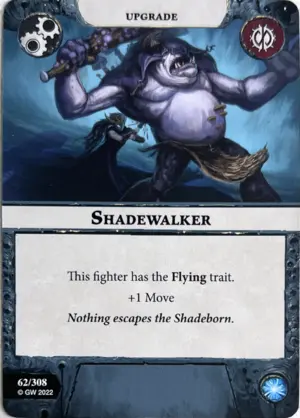 UPGRADE
SHADEWALKER
This fighter has the Flying trait.
+1 Move
Nothing escapes the Shadeborn.
62/308
© GW 2022